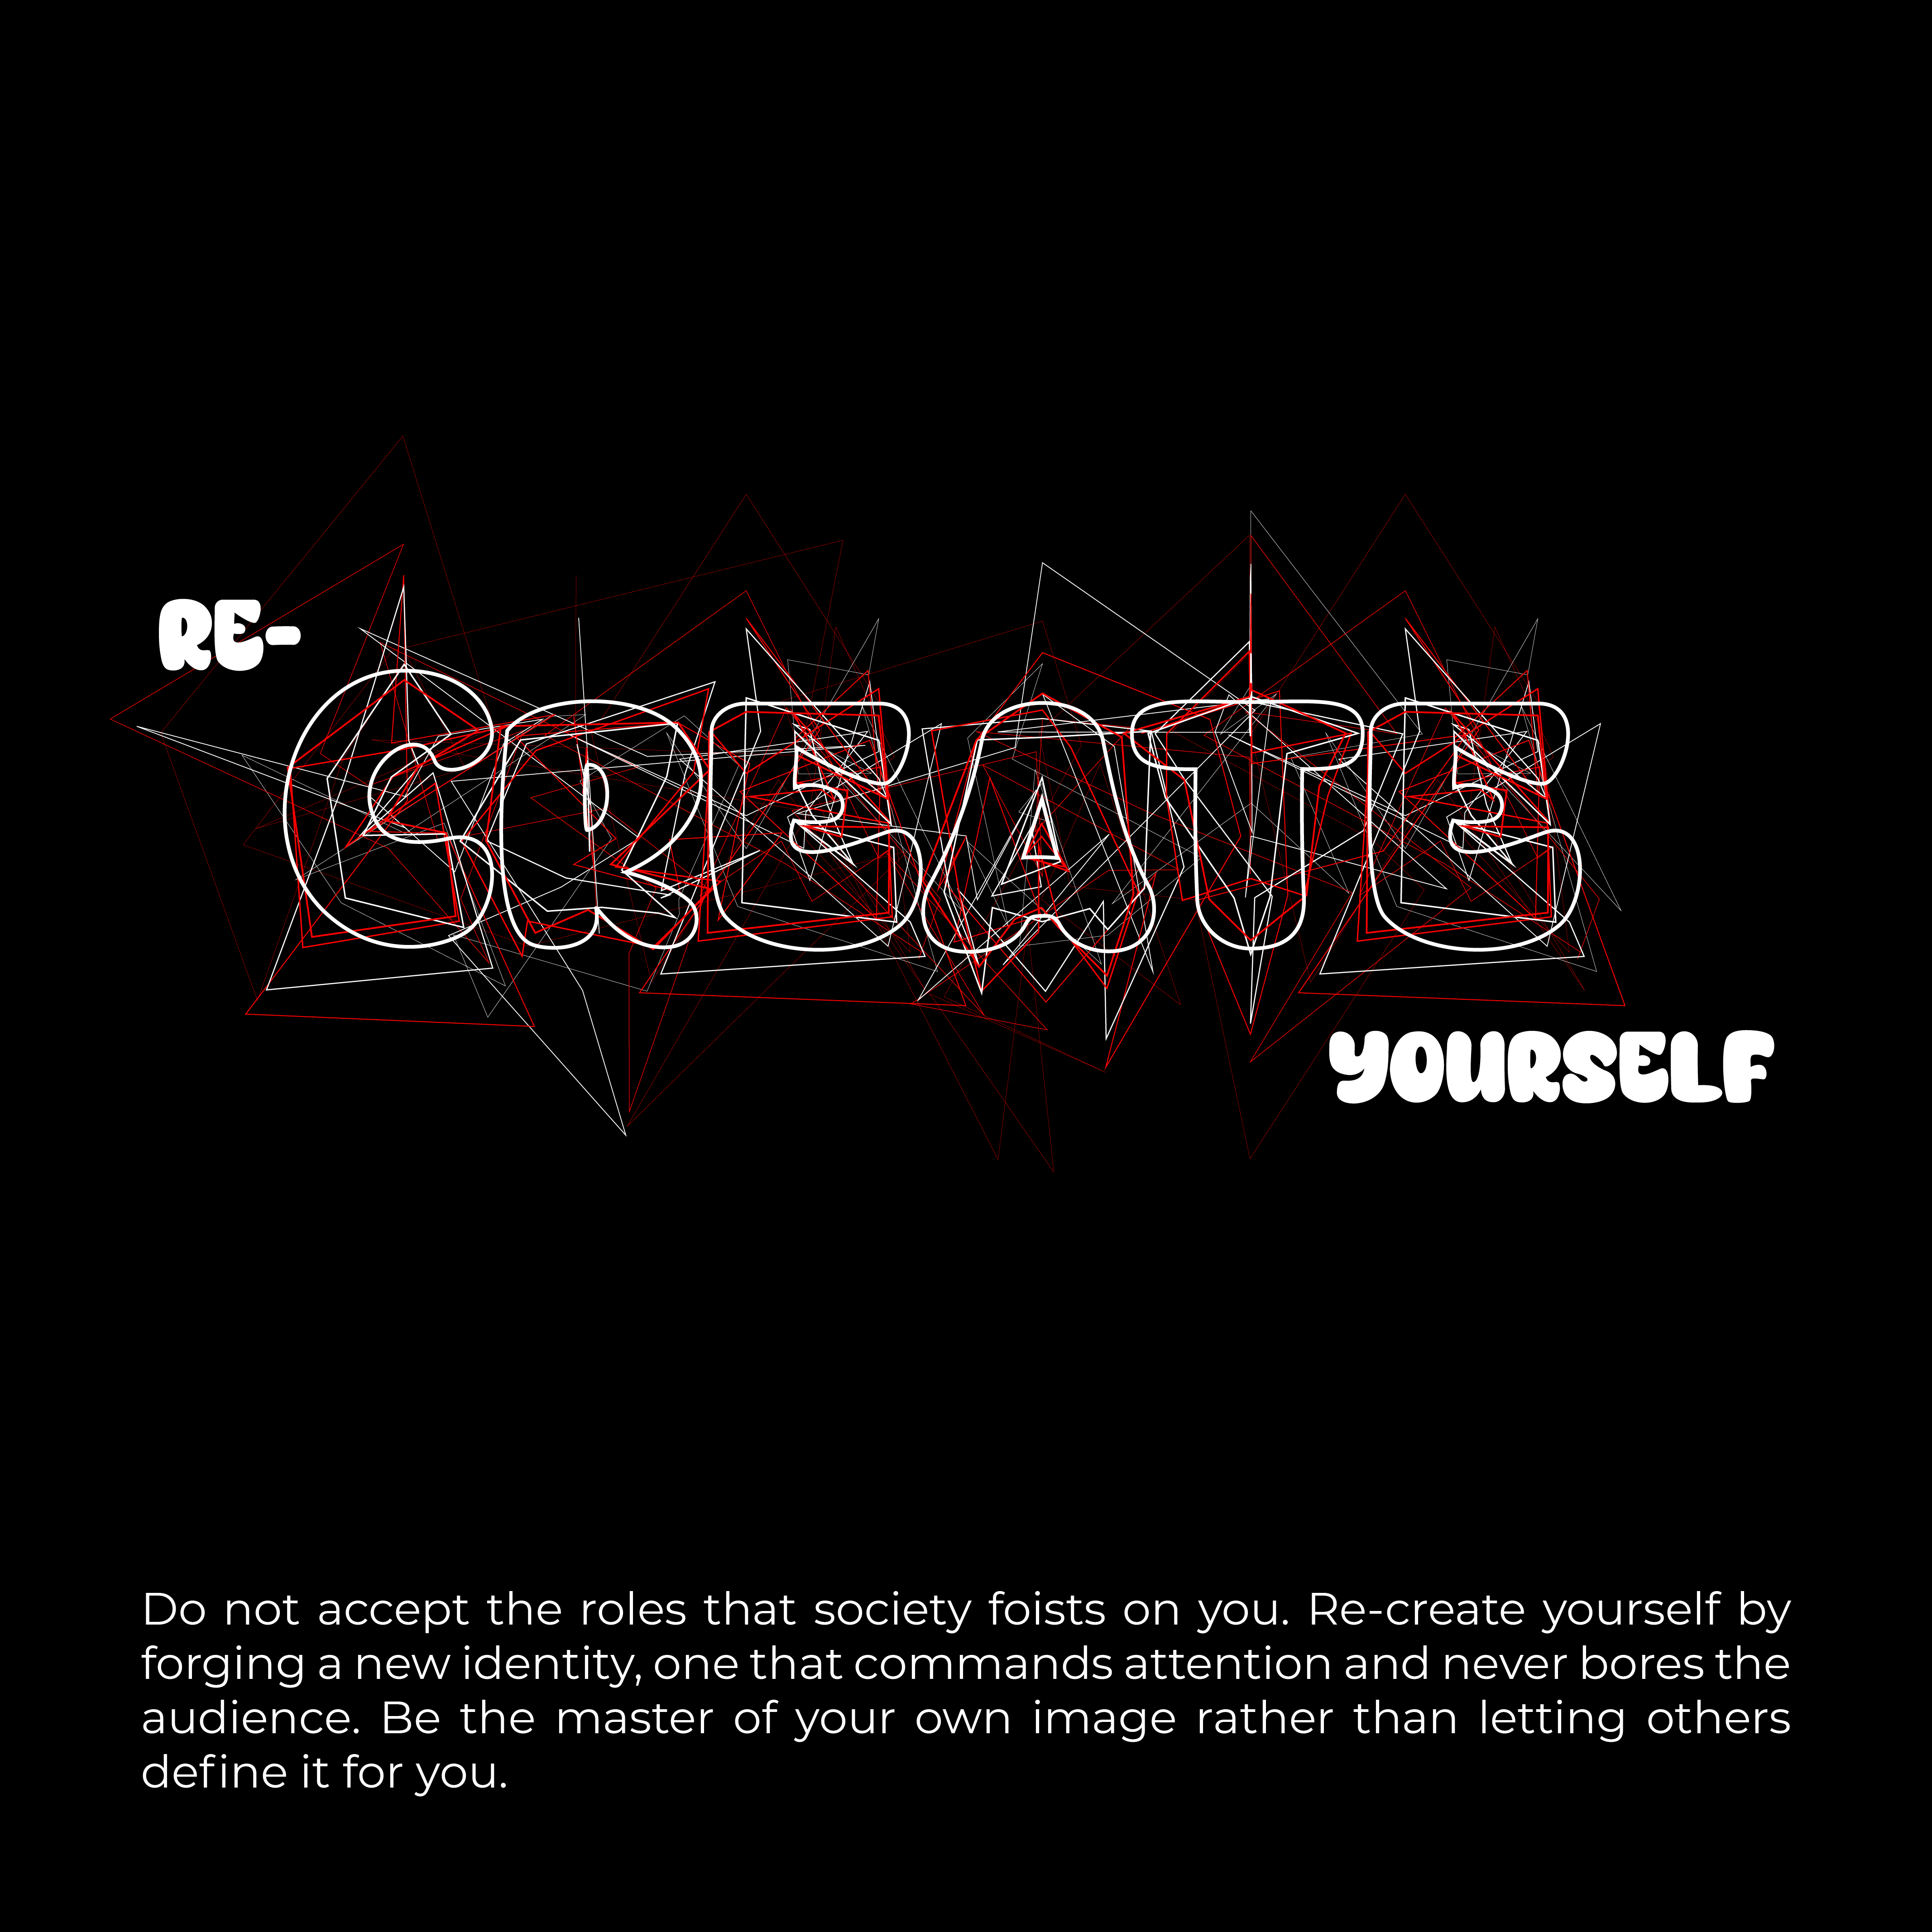 RE-
CREATE
YOURSELF
Do not accept the roles that society foists on you. Re-create yourself by
forging a new identity, one that commands attention and never bores the
audience. Be the master of your own image rather than letting others
define it for you.